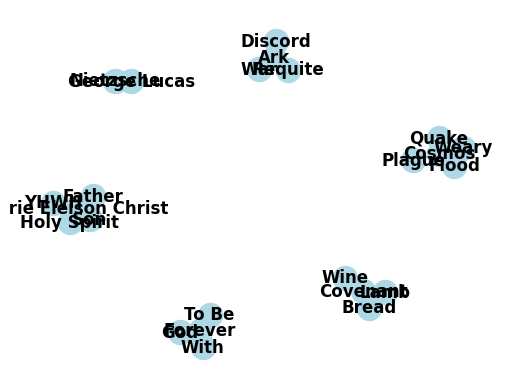 Discord
Ark
War
Requite
Nietzsche
George Lucas
Quake
Weary
Cosmos
Plague
Flood
Father
YHWH
rie Eleison Christ
Son
Holy Spirit
Wine
Covenant
Lamb
Bread
To Be
Forever
God
With